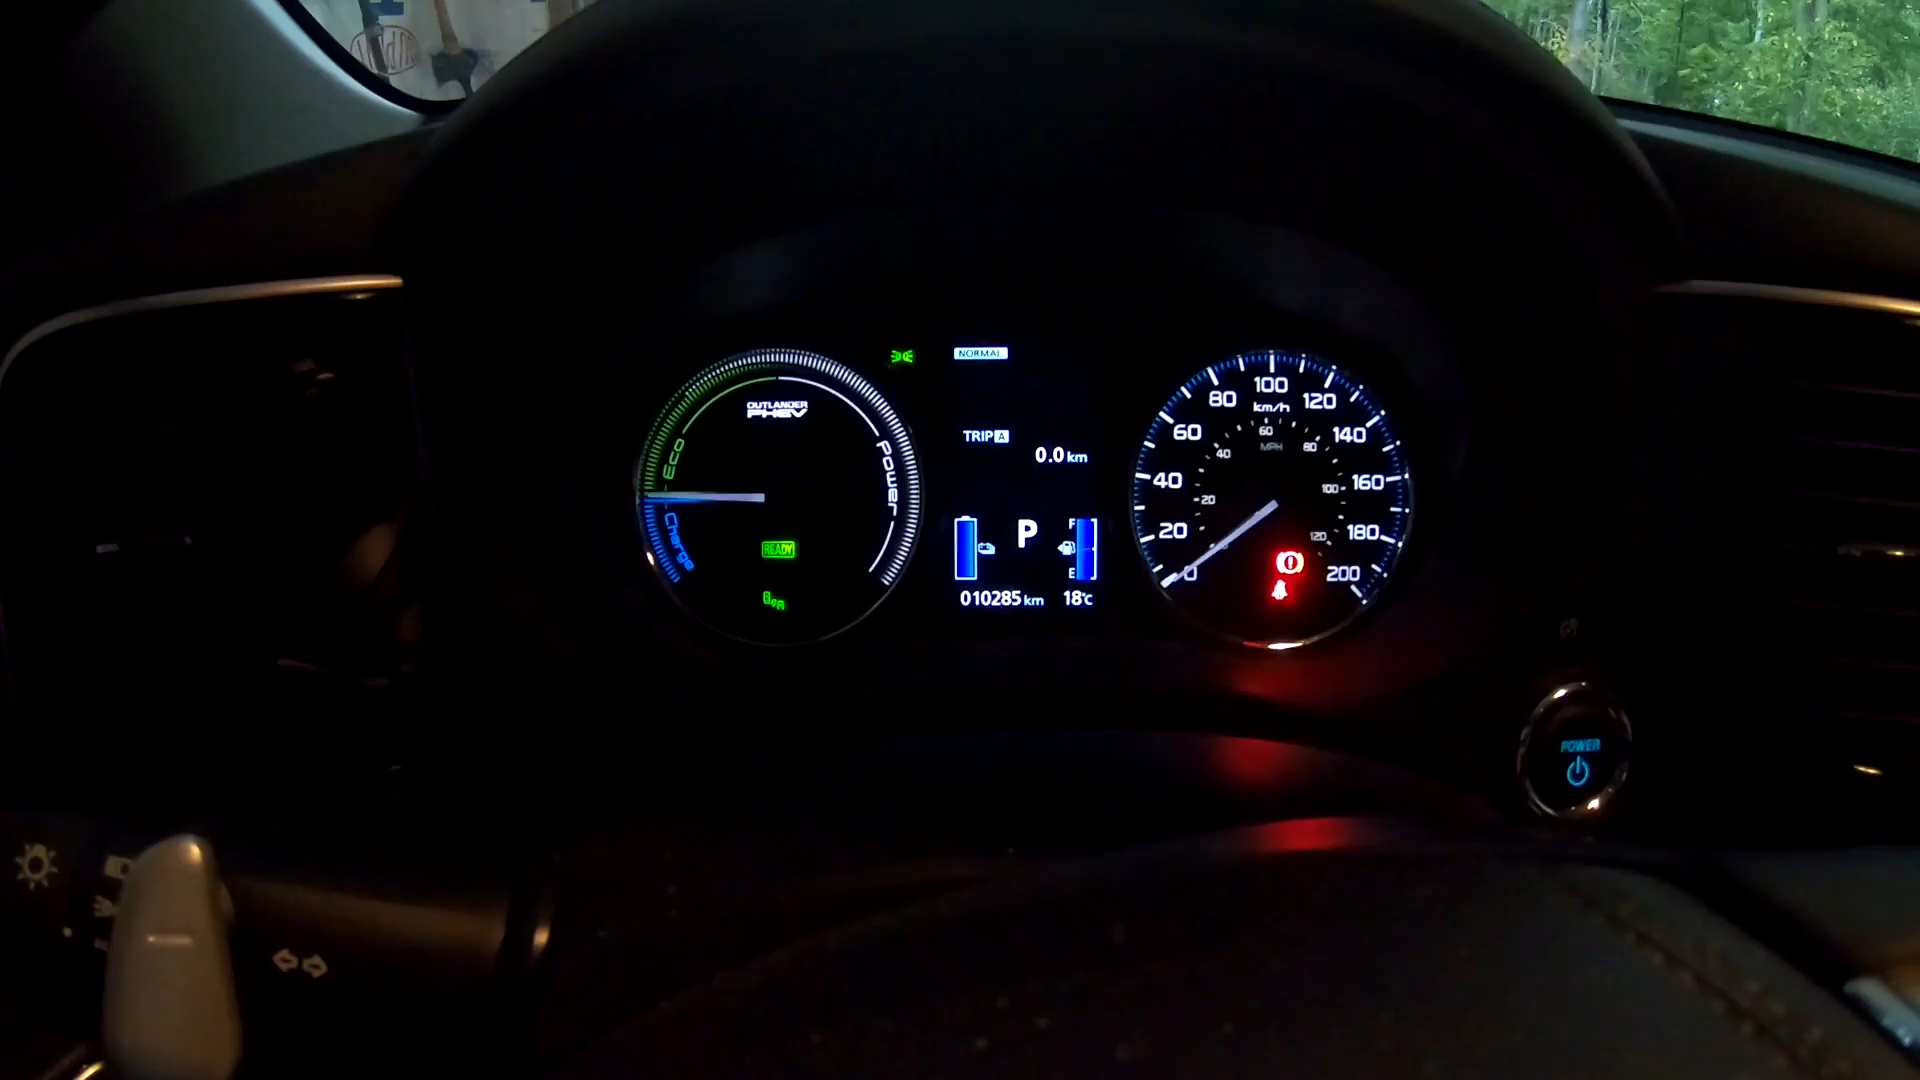 NORMAL
OUTLANDER
PHEV
Eco
Power
Charge
READY
TRIP A
0.0 km
P
F
E
010285 km
18°C
0
20
40
60
80
100
120
140
160
180
200
km/h
MPH
20
40
60
80
100
120
POWER